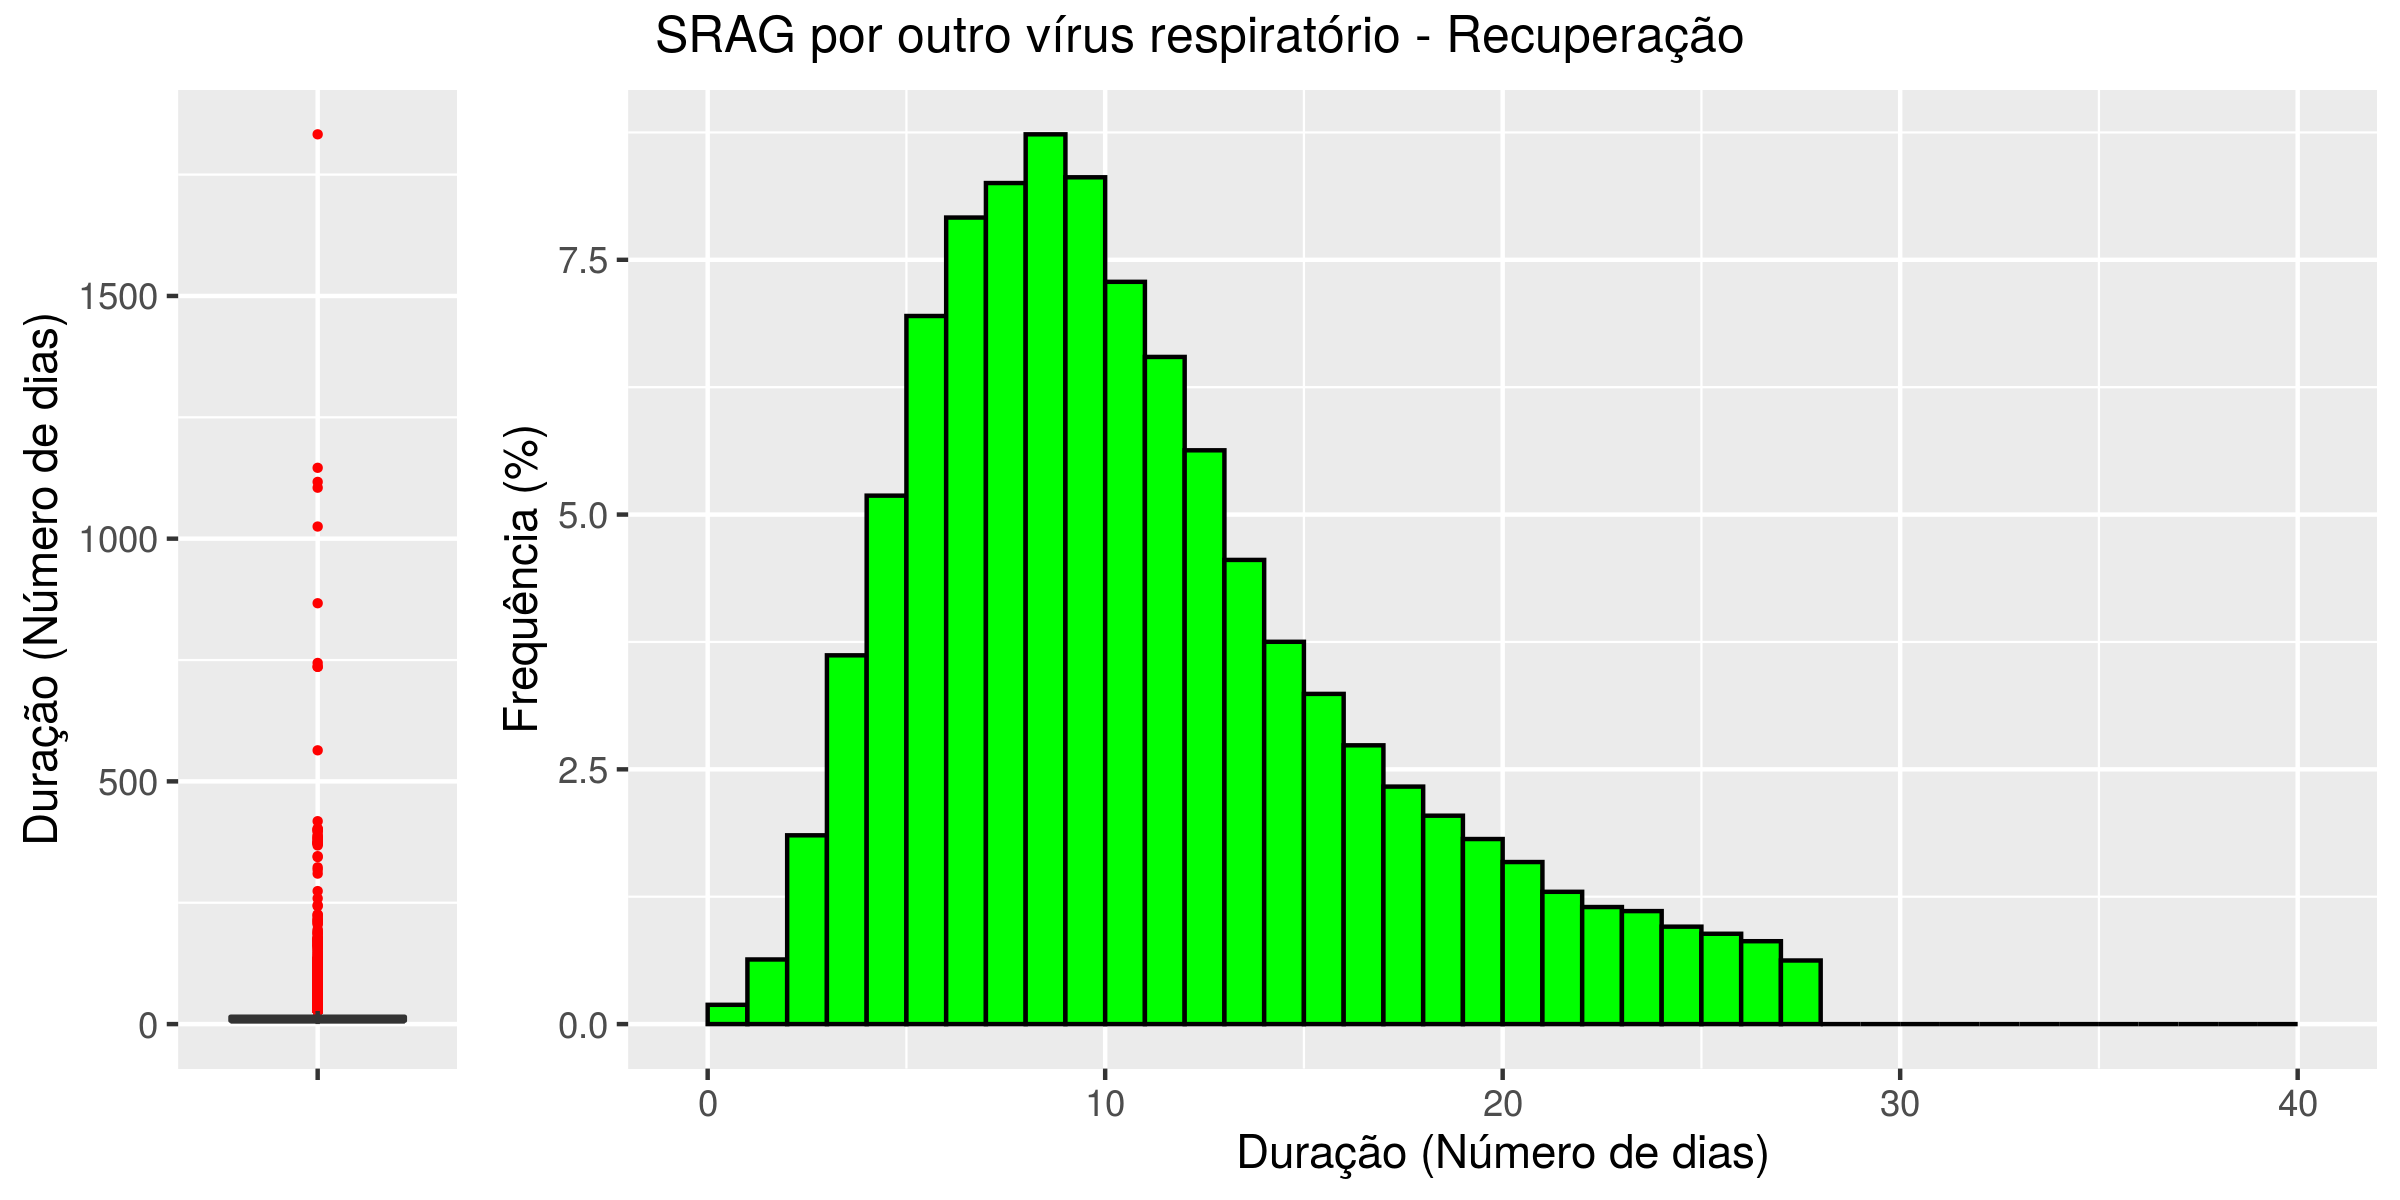 SRAG por outro vírus respiratório - Recuperação
Duração (Número de dias)
1500
1000
500
0
Frequência (%)
7.5
5.0
2.5
0.0
0 10 20 30 40
Duração (Número de dias)